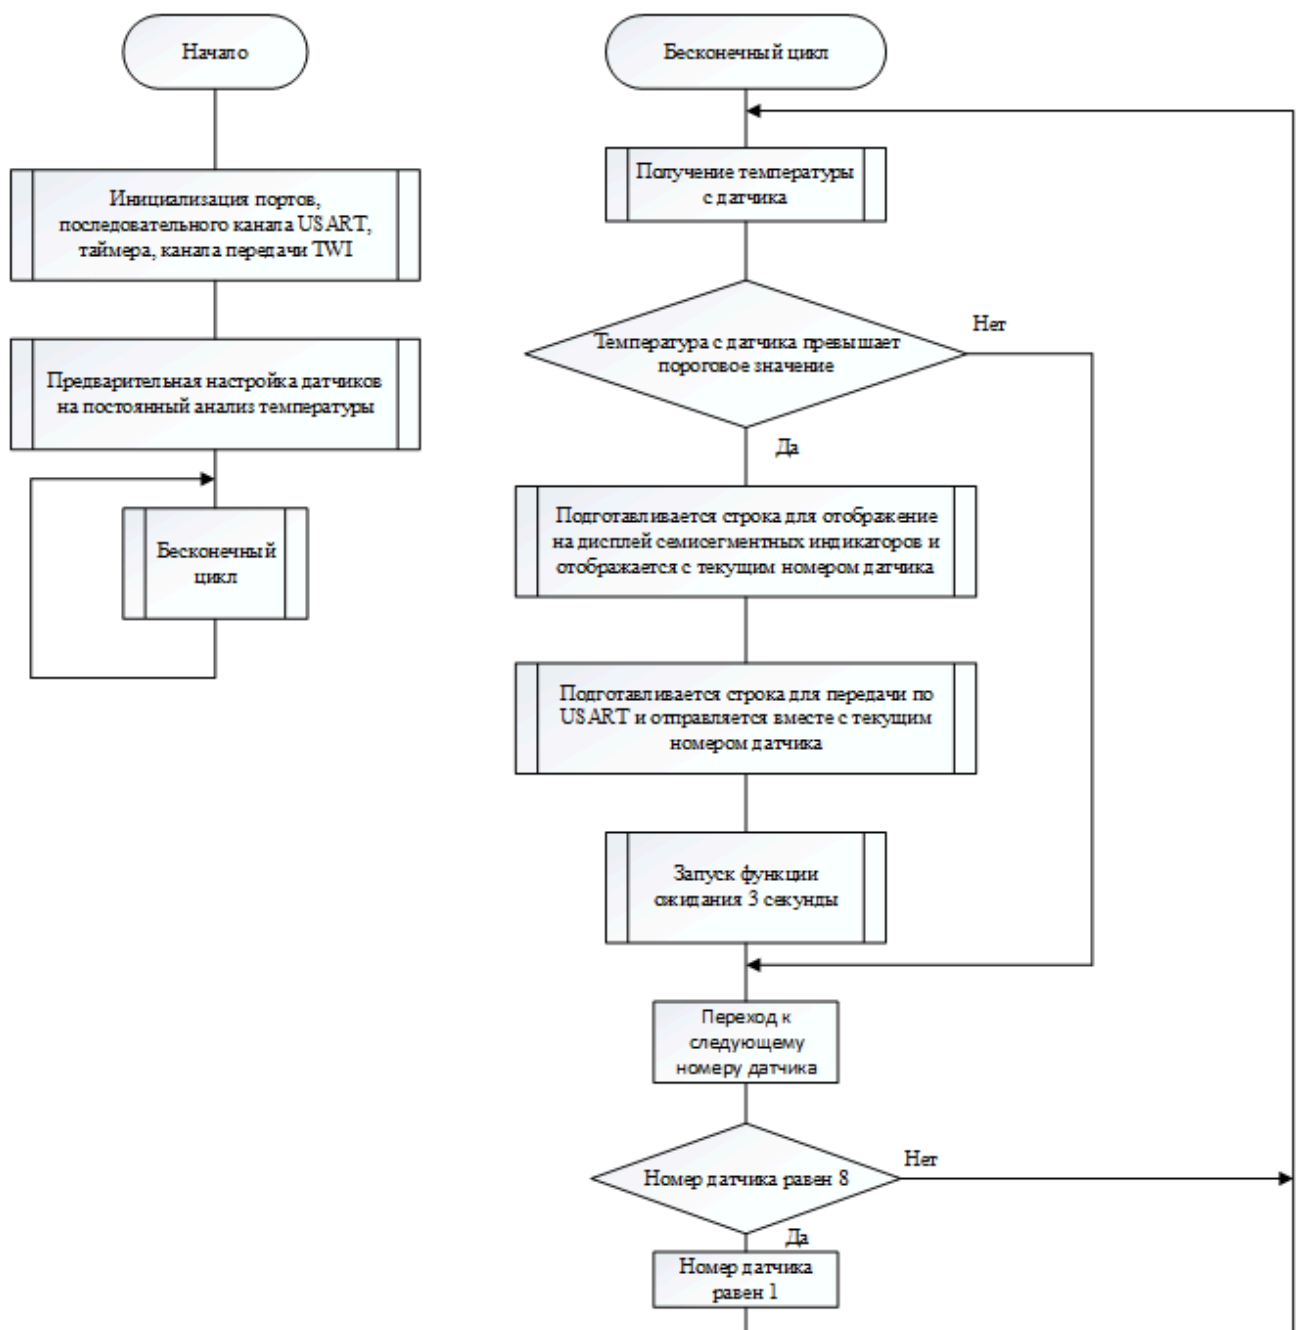 Начало
Инициализация портов,
последовательного канала USART,
таймера, канала передачи TWI
Предварительная настройка датчиков
на постоянный анализ температуры
Бесконечный
цикл
Бесконечный цикл
Получение температуры
с датчика
Температура с датчика превышает
пороговое значение
Нет
Да
Подготавливается строка для отображение
на дисплей семисегментных индикаторов и
отображается с текущим номером датчика
Подготавливается строка для передачи по
USART и отправляется вместе с текущим
номером датчика
Запуск функции
ожидания 3 секунды
Переход к
следующему
номеру датчика
Номер датчика равен 8
Нет
Да
Номер датчика
равен 1